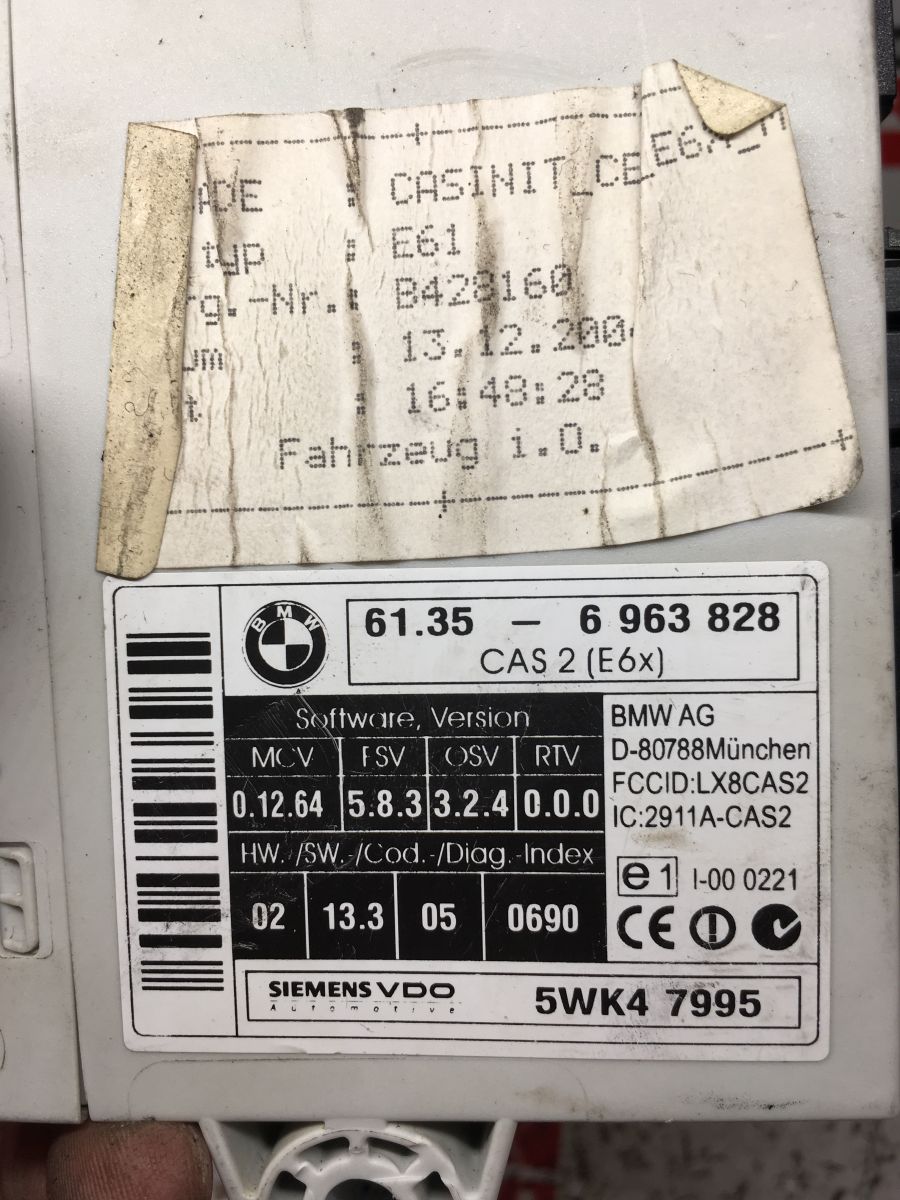 ADE : CASINIT_CE_E6
typ : E61
rg.-Nr.: B428160
um : 13.12.200
t : 16:48:28
Fahrzeug i.O.
BMW
61.35 – 6 963 828
CAS 2 (E6x)
Software, Version
MCV FSV OSV RTV
0.12.64 5.8.3 3.2.4 0.0.0
HW. /SW.-/Cod.-/Diag.-Index
02 13.3 05 0690
BMW AG
D-80788München
FCCID:LX8CAS2
IC:2911A-CAS2
e1 I-00 0221
CE
SIEMENS VDO
Automotive
5WK4 7995